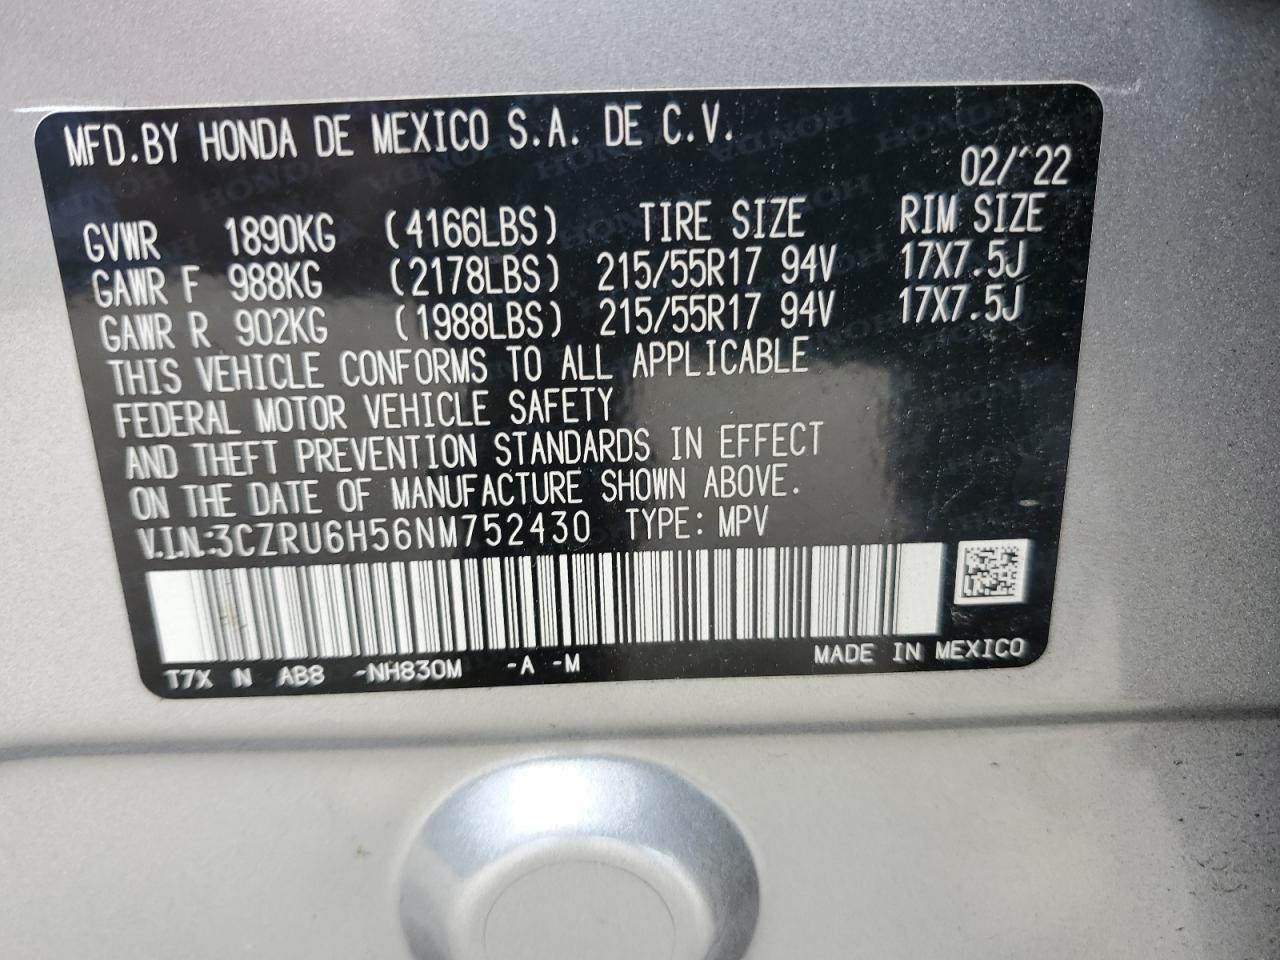 MFD.BY HONDA DE MEXICO S.A. DE C.V.
02/'22
GVWR 1890KG (4166LBS) TIRE SIZE RIM SIZE
GAWR F 988KG (2178LBS) 215/55R17 94V 17X7.5J
GAWR R 902KG (1988LBS) 215/55R17 94V 17X7.5J
THIS VEHICLE CONFORMS TO ALL APPLICABLE
FEDERAL MOTOR VEHICLE SAFETY
AND THEFT PREVENTION STANDARDS IN EFFECT
ON THE DATE OF MANUFACTURE SHOWN ABOVE.
V.I.N.:3CZRU6H56NM752430 TYPE: MPV
T7X N AB8 -NH830M -A -M MADE IN MEXICO